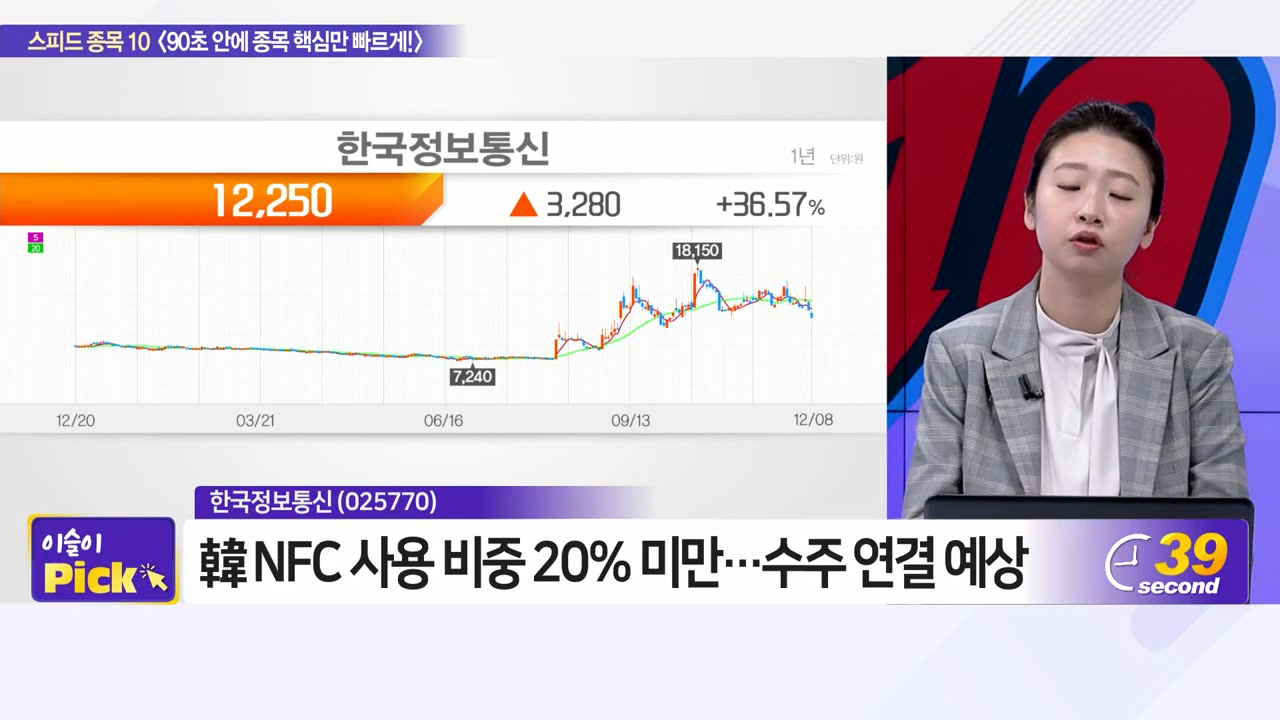 스피드 종목 10 <90초 안에 종목 핵심만 빠르게!>
한국정보통신
1년 단위:원
12,250 ▲ 3,280 +36.57%
5
20
18,150
7,240
12/20 03/21 06/16 09/13 12/08
한국정보통신 (025770)
이슬이 Pick
韓 NFC 사용 비중 20% 미만…수주 연결 예상
39 second